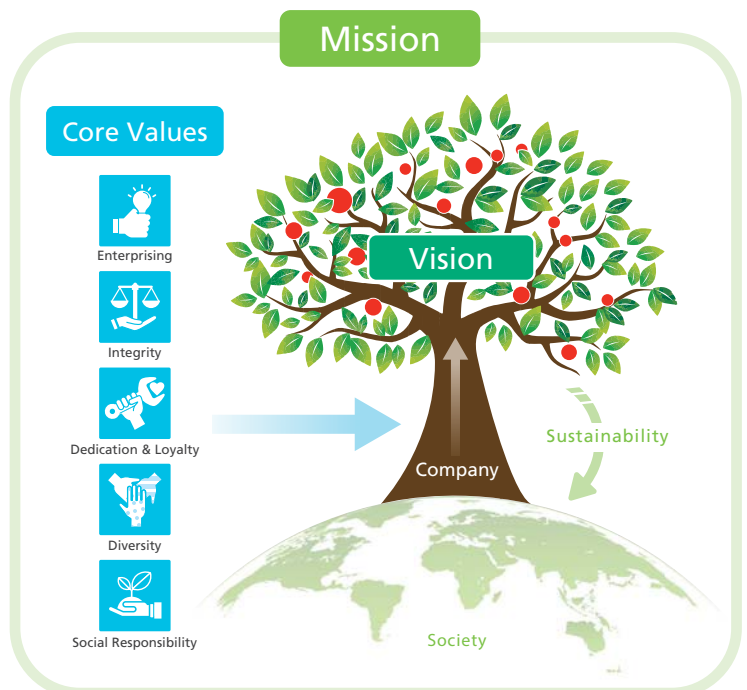 Mission
Core Values
Enterprising
Integrity
Dedication & Loyalty
Diversity
Social Responsibility
Vision
Sustainability
Company
Society